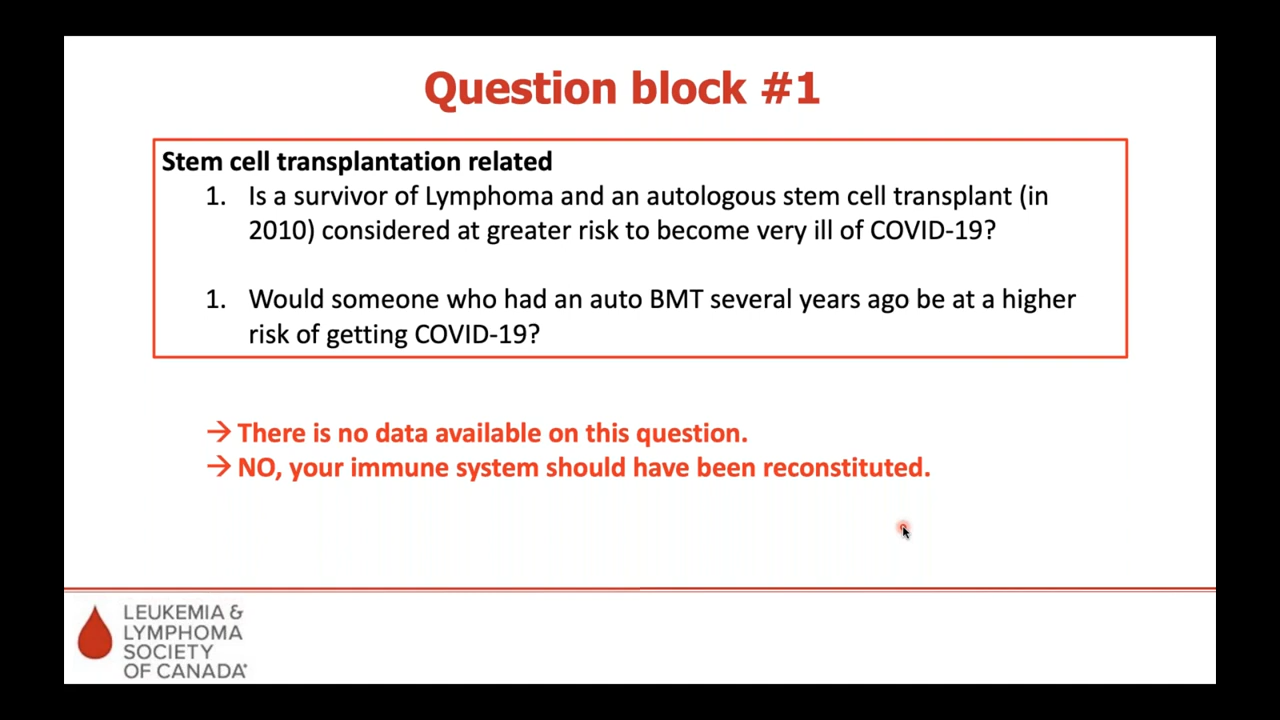 Question block #1
Stem cell transplantation related
1. Is a survivor of Lymphoma and an autologous stem cell transplant (in
2010) considered at greater risk to become very ill of COVID-19?
1. Would someone who had an auto BMT several years ago be at a higher
risk of getting COVID-19?
→ There is no data available on this question.
→ NO, your immune system should have been reconstituted.
LEUKEMIA &
LYMPHOMA
SOCIETY
OF CANADA